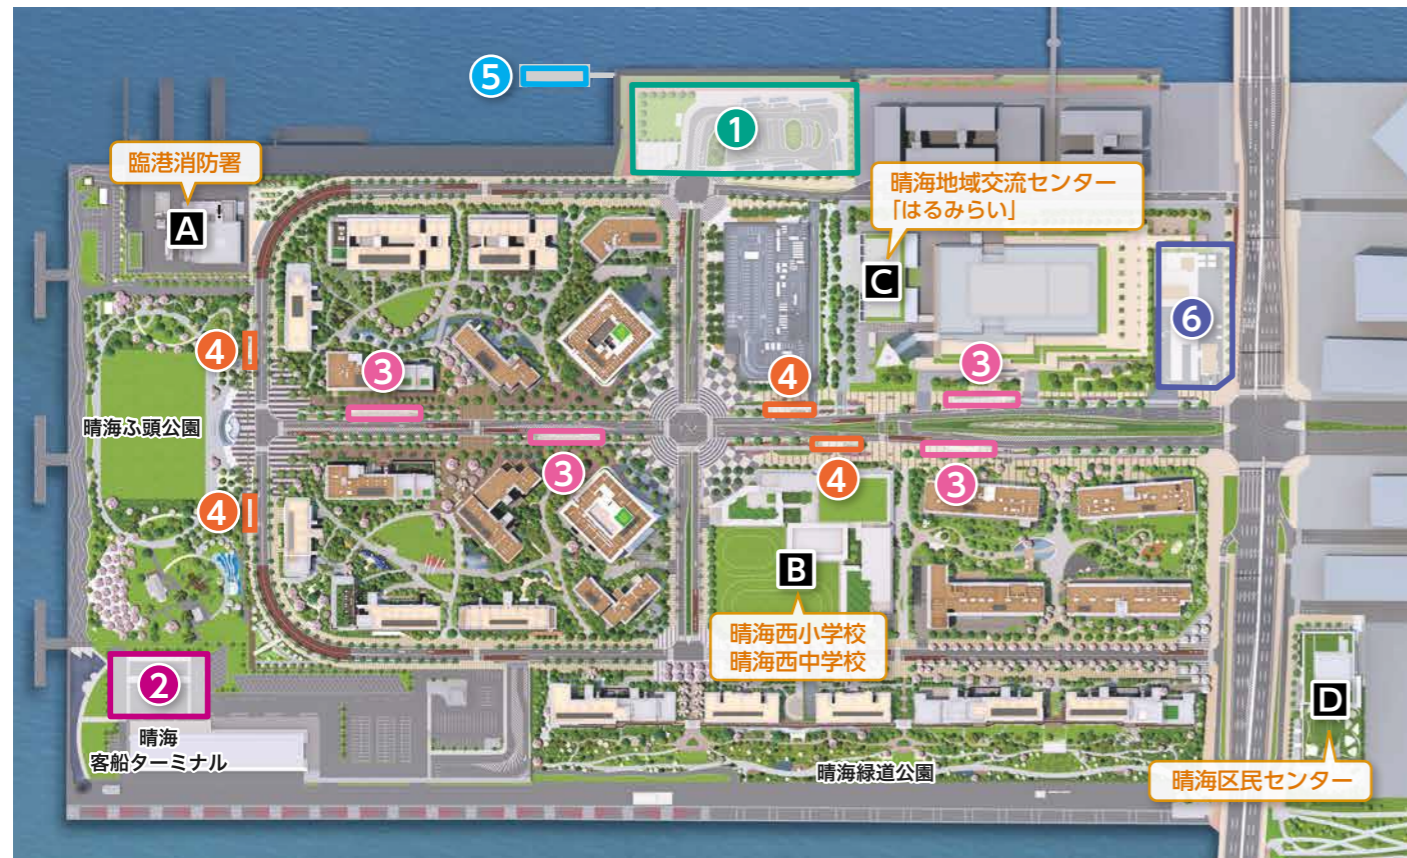 5
1
臨港消防署
A
晴海地域交流センター
「はるみらい」
C
6
4
3
3
4
晴海ふ頭公園
3
4
3
4
B
晴海西小学校
晴海西中学校
2
晴海
客船ターミナル
D
晴海緑道公園
晴海区民センター